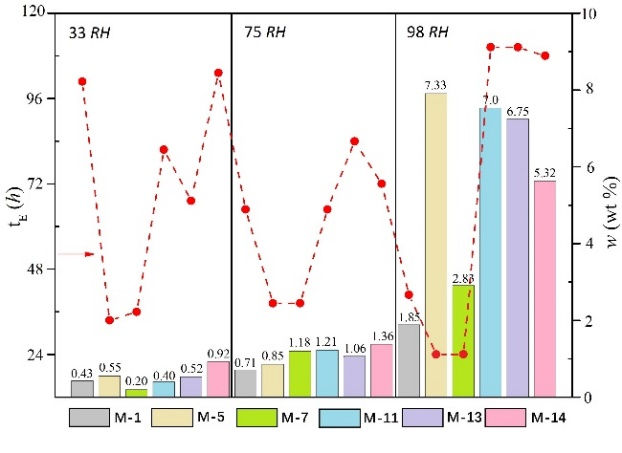 120
10
33 RH
75 RH
98 RH
7.33
96
8
7.0
6.75
72
6
5.32
t_E (h)
w (wt %)
48
4
2.83
1.85
24
2
0.43
0.55
0.20
0.40
0.52
0.92
0.71
0.85
1.18
1.21
1.06
1.36
0
M-1
M-5
M-7
M-11
M-13
M-14